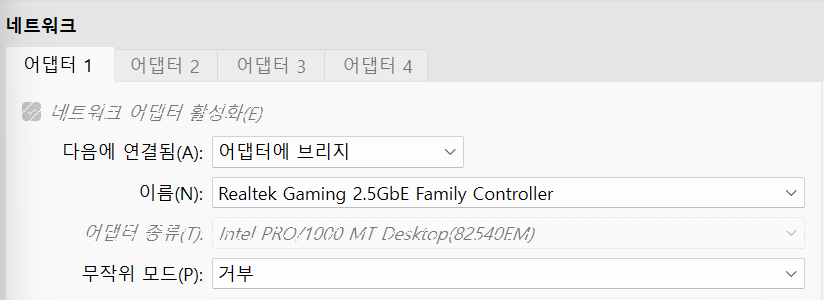 네트워크
어댑터 1 어댑터 2 어댑터 3 어댑터 4
네트워크 어댑터 활성화(E)
다음에 연결됨(A): 어댑터에 브리지
이름(N): Realtek Gaming 2.5GbE Family Controller
어댑터 종류(T): Intel PRO/1000 MT Desktop(82540EM)
무작위 모드(P): 거부